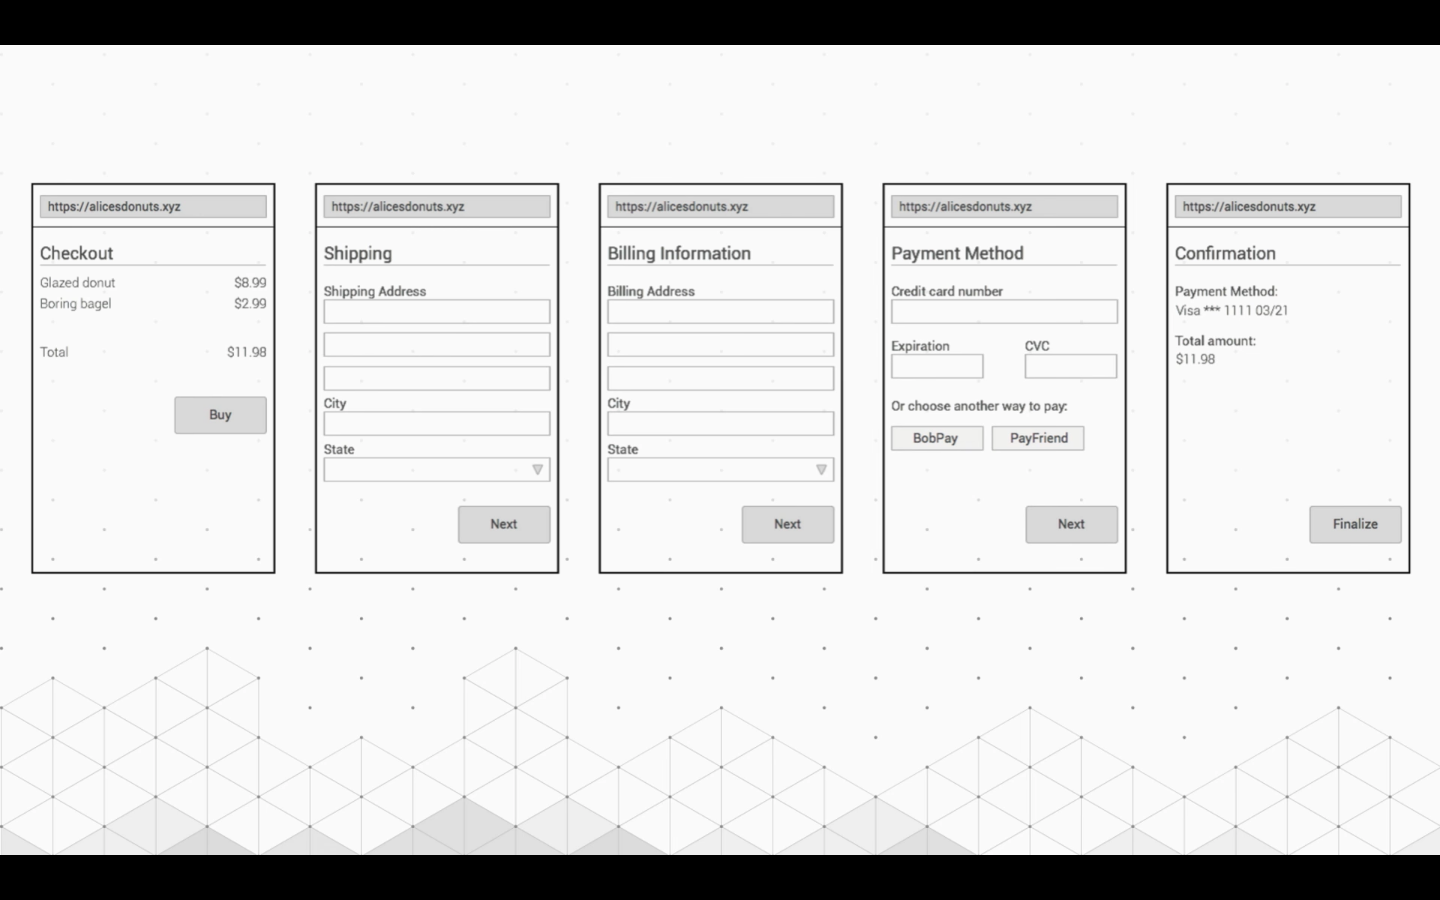 https://alicesdonuts.xyz
Checkout
Glazed donut $8.99
Boring bagel $2.99
Total $11.98
Buy
https://alicesdonuts.xyz
Shipping
Shipping Address
City
State
Next
https://alicesdonuts.xyz
Billing Information
Billing Address
City
State
Next
https://alicesdonuts.xyz
Payment Method
Credit card number
Expiration CVC
Or choose another way to pay:
BobPay PayFriend
Next
https://alicesdonuts.xyz
Confirmation
Payment Method:
Visa *** 1111 03/21
Total amount:
$11.98
Finalize